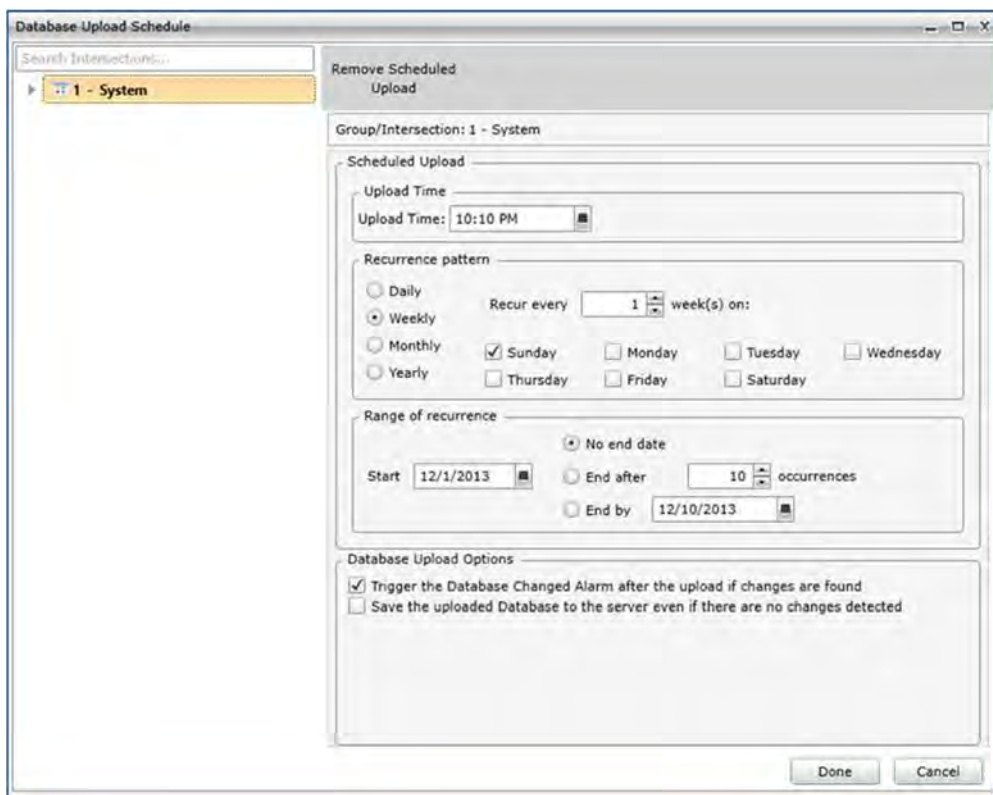 Database Upload Schedule
Search Intersections...
1 - System
Remove Scheduled
Upload
Group/Intersection: 1 - System
Scheduled Upload
Upload Time
Upload Time: 10:10 PM
Recurrence pattern
Daily
Recur every 1 week(s) on:
Weekly
Monthly
Sunday Monday Tuesday Wednesday
Yearly
Thursday Friday Saturday
Range of recurrence
No end date
Start 12/1/2013 End after 10 occurrences
End by 12/10/2013
Database Upload Options
Trigger the Database Changed Alarm after the upload if changes are found
Save the uploaded Database to the server even if there are no changes detected
Done Cancel